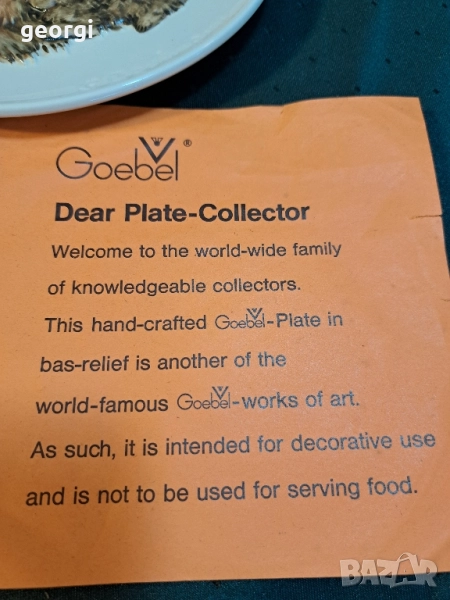 georgi
Goebel ®
Dear Plate-Collector
Welcome to the world-wide family
of knowledgeable collectors.
This hand-crafted Goebel-Plate in
bas-relief is another of the
world-famous Goebel-works of art.
As such, it is intended for decorative use
and is not to be used for serving food.
BAZAR